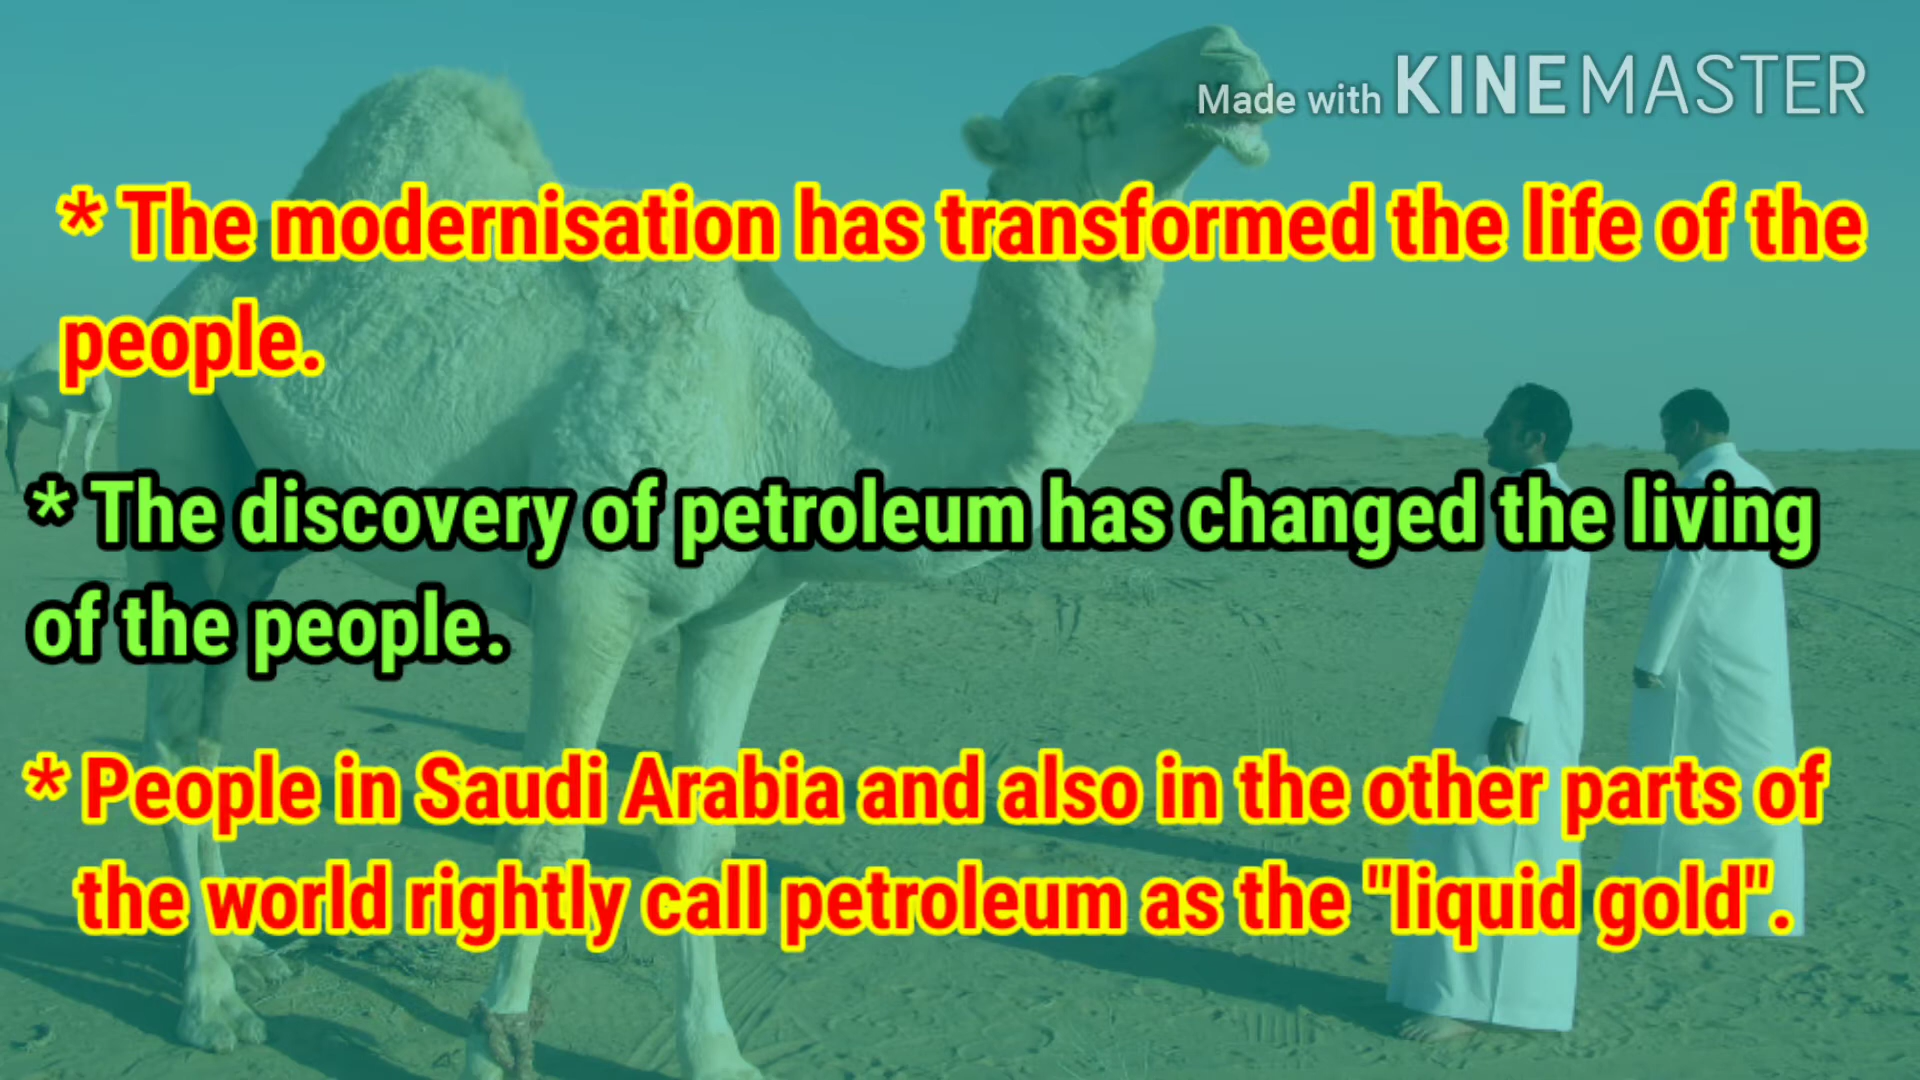 Made with KINEMASTER
* The modernisation has transformed the life of the
people.
* The discovery of petroleum has changed the living
of the people.
* People in Saudi Arabia and also in the other parts of
the world rightly call petroleum as the "liquid gold".